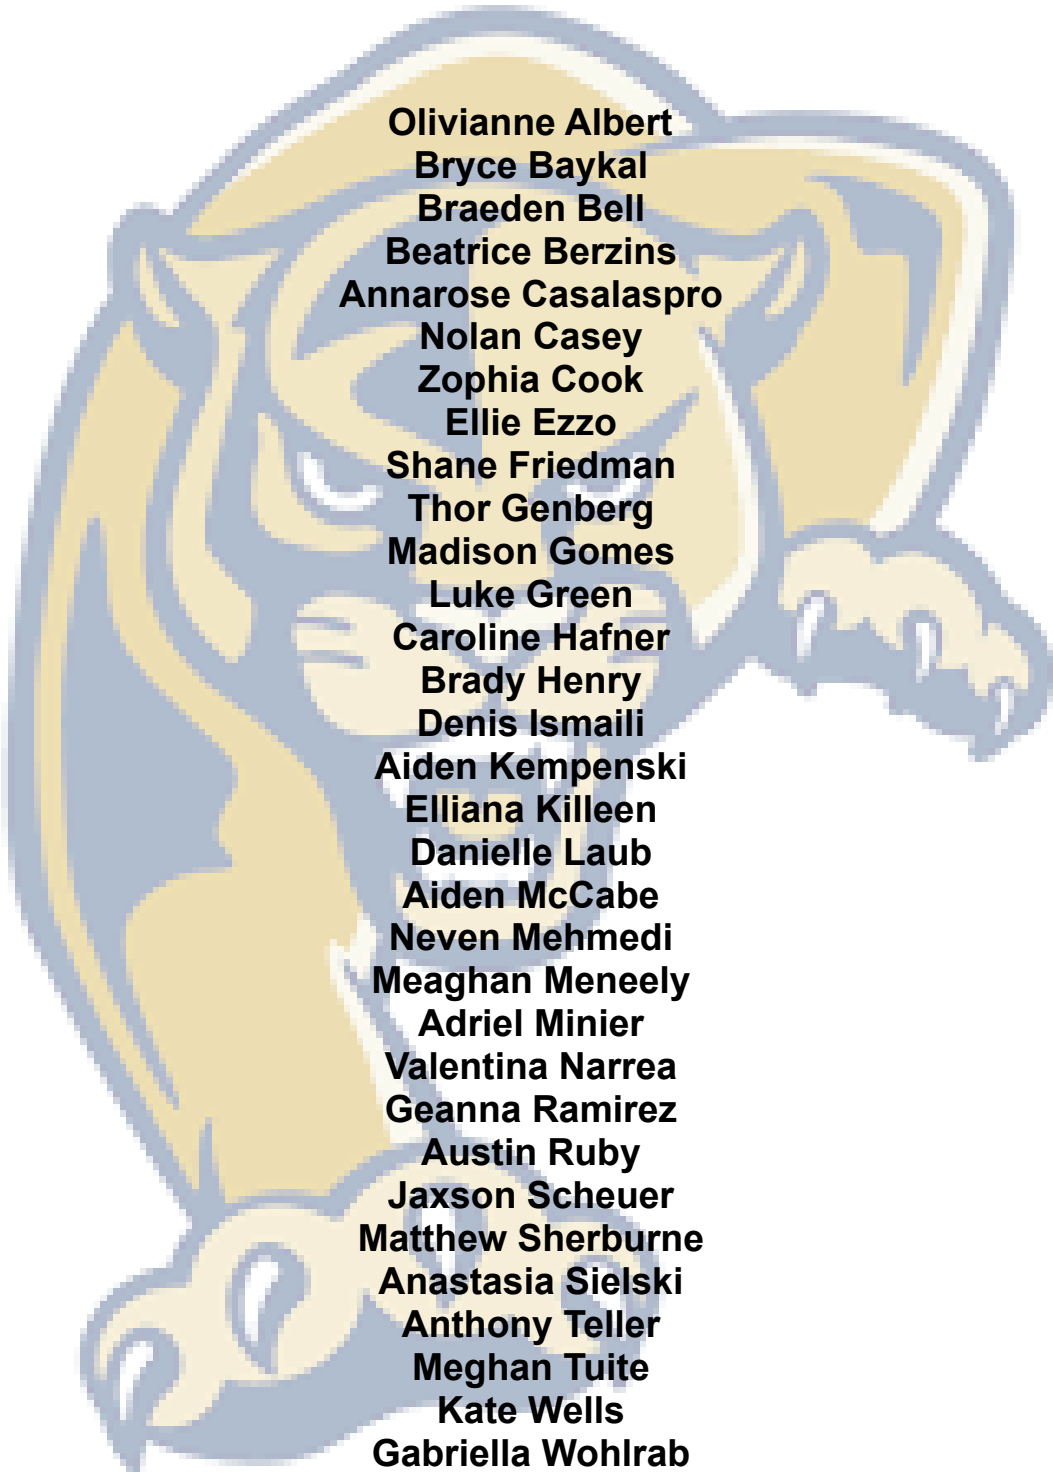 Olivianne Albert
Bryce Baykal
Braeden Bell
Beatrice Berzins
Annarose Casalaspro
Nolan Casey
Zophia Cook
Ellie Ezzo
Shane Friedman
Thor Genberg
Madison Gomes
Luke Green
Caroline Hafner
Brady Henry
Denis Ismaili
Aiden Kempenski
Elliana Killeen
Danielle Laub
Aiden McCabe
Neven Mehmedi
Meaghan Meneely
Adriel Minier
Valentina Narrea
Geanna Ramirez
Austin Ruby
Jaxson Scheuer
Matthew Sherburne
Anastasia Sielski
Anthony Teller
Meghan Tuite
Kate Wells
Gabriella Wohlrab